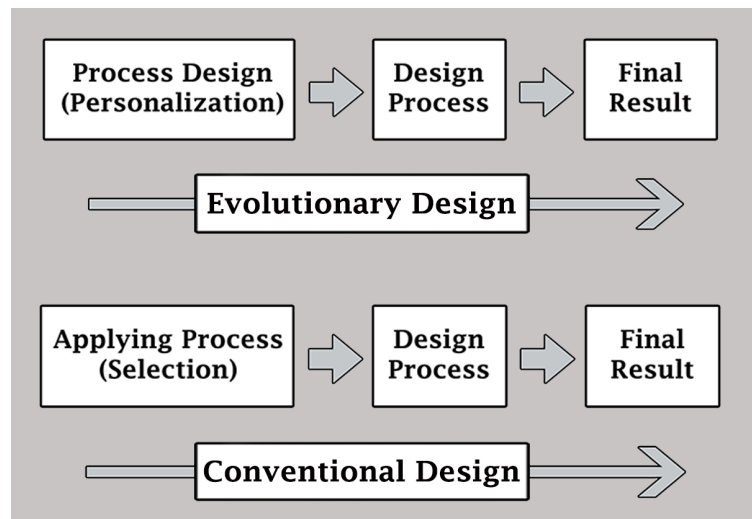 Process Design
(Personalization)
Design
Process
Final
Result
Evolutionary Design
Applying Process
(Selection)
Design
Process
Final
Result
Conventional Design